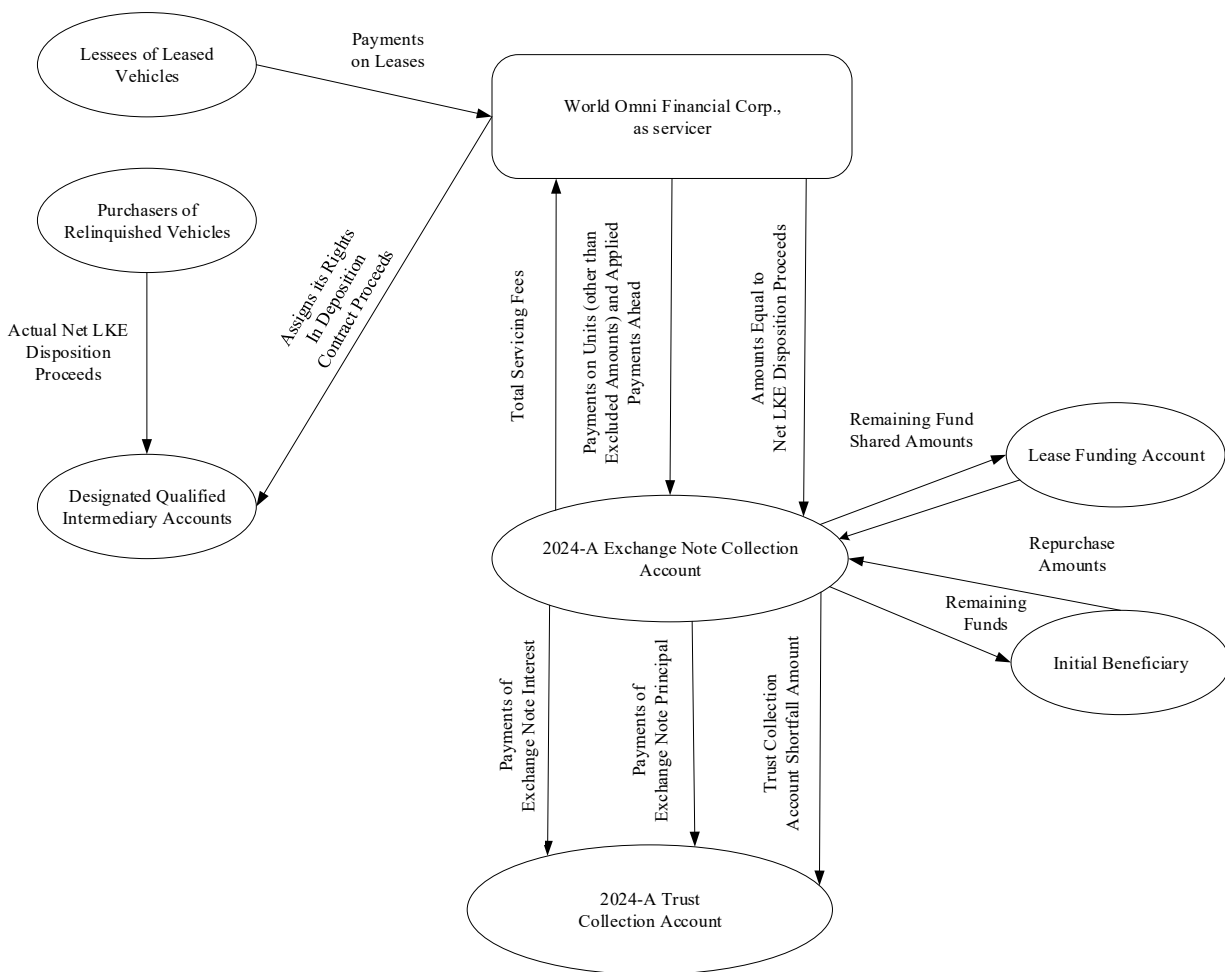 Lessees of Leased
Vehicles
Payments
on Leases
World Omni Financial Corp.,
as servicer
Purchasers of
Relinquished Vehicles
Actual Net LKE
Disposition
Proceeds
Assigns its Rights
In Deposition
Contract Proceeds
Designated Qualified
Intermediary Accounts
Total Servicing Fees
Payments on Units (other than
Excluded Amounts) and Applied
Payments Ahead
Amounts Equal to
Net LKE Disposition Proceeds
Remaining Fund
Shared Amounts
Lease Funding Account
2024-A Exchange Note Collection
Account
Repurchase
Amounts
Remaining
Funds
Initial Beneficiary
Payments of
Exchange Note Interest
Payments of
Exchange Note Principal
Trust Collection
Account Shortfall Amount
2024-A Trust
Collection Account